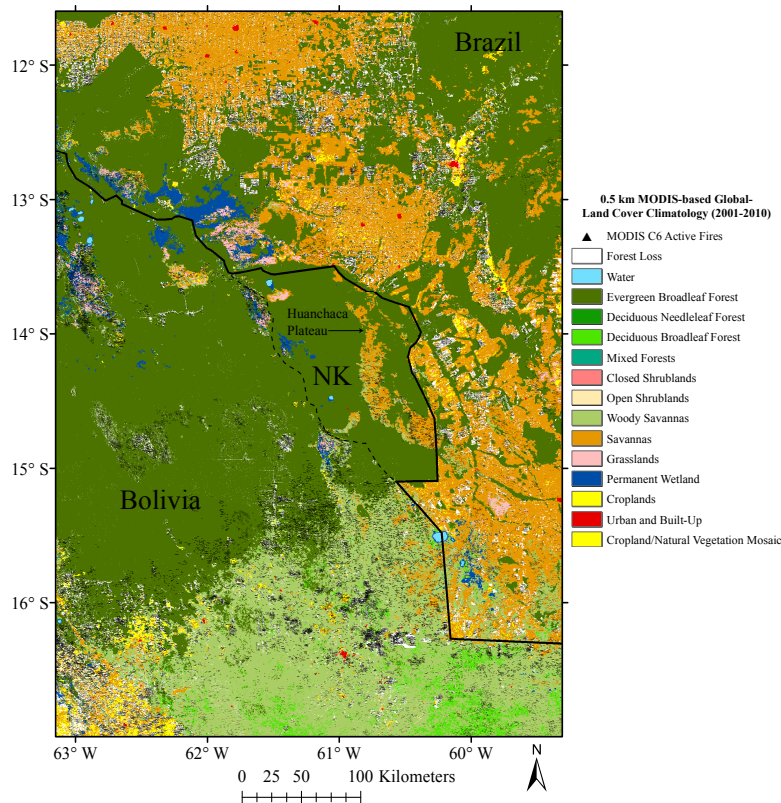 Brazil
12° S
13° S
14° S
15° S
16° S
Huanchaca
Plateau
NK
Bolivia
63° W
62° W
61° W
60° W
0 25 50 100 Kilometers
N
0.5 km MODIS-based Global-
Land Cover Climatology (2001-2010)
MODIS C6 Active Fires
Forest Loss
Water
Evergreen Broadleaf Forest
Deciduous Needleleaf Forest
Deciduous Broadleaf Forest
Mixed Forests
Closed Shrublands
Open Shrublands
Woody Savannas
Savannas
Grasslands
Permanent Wetland
Croplands
Urban and Built-Up
Cropland/Natural Vegetation Mosaic